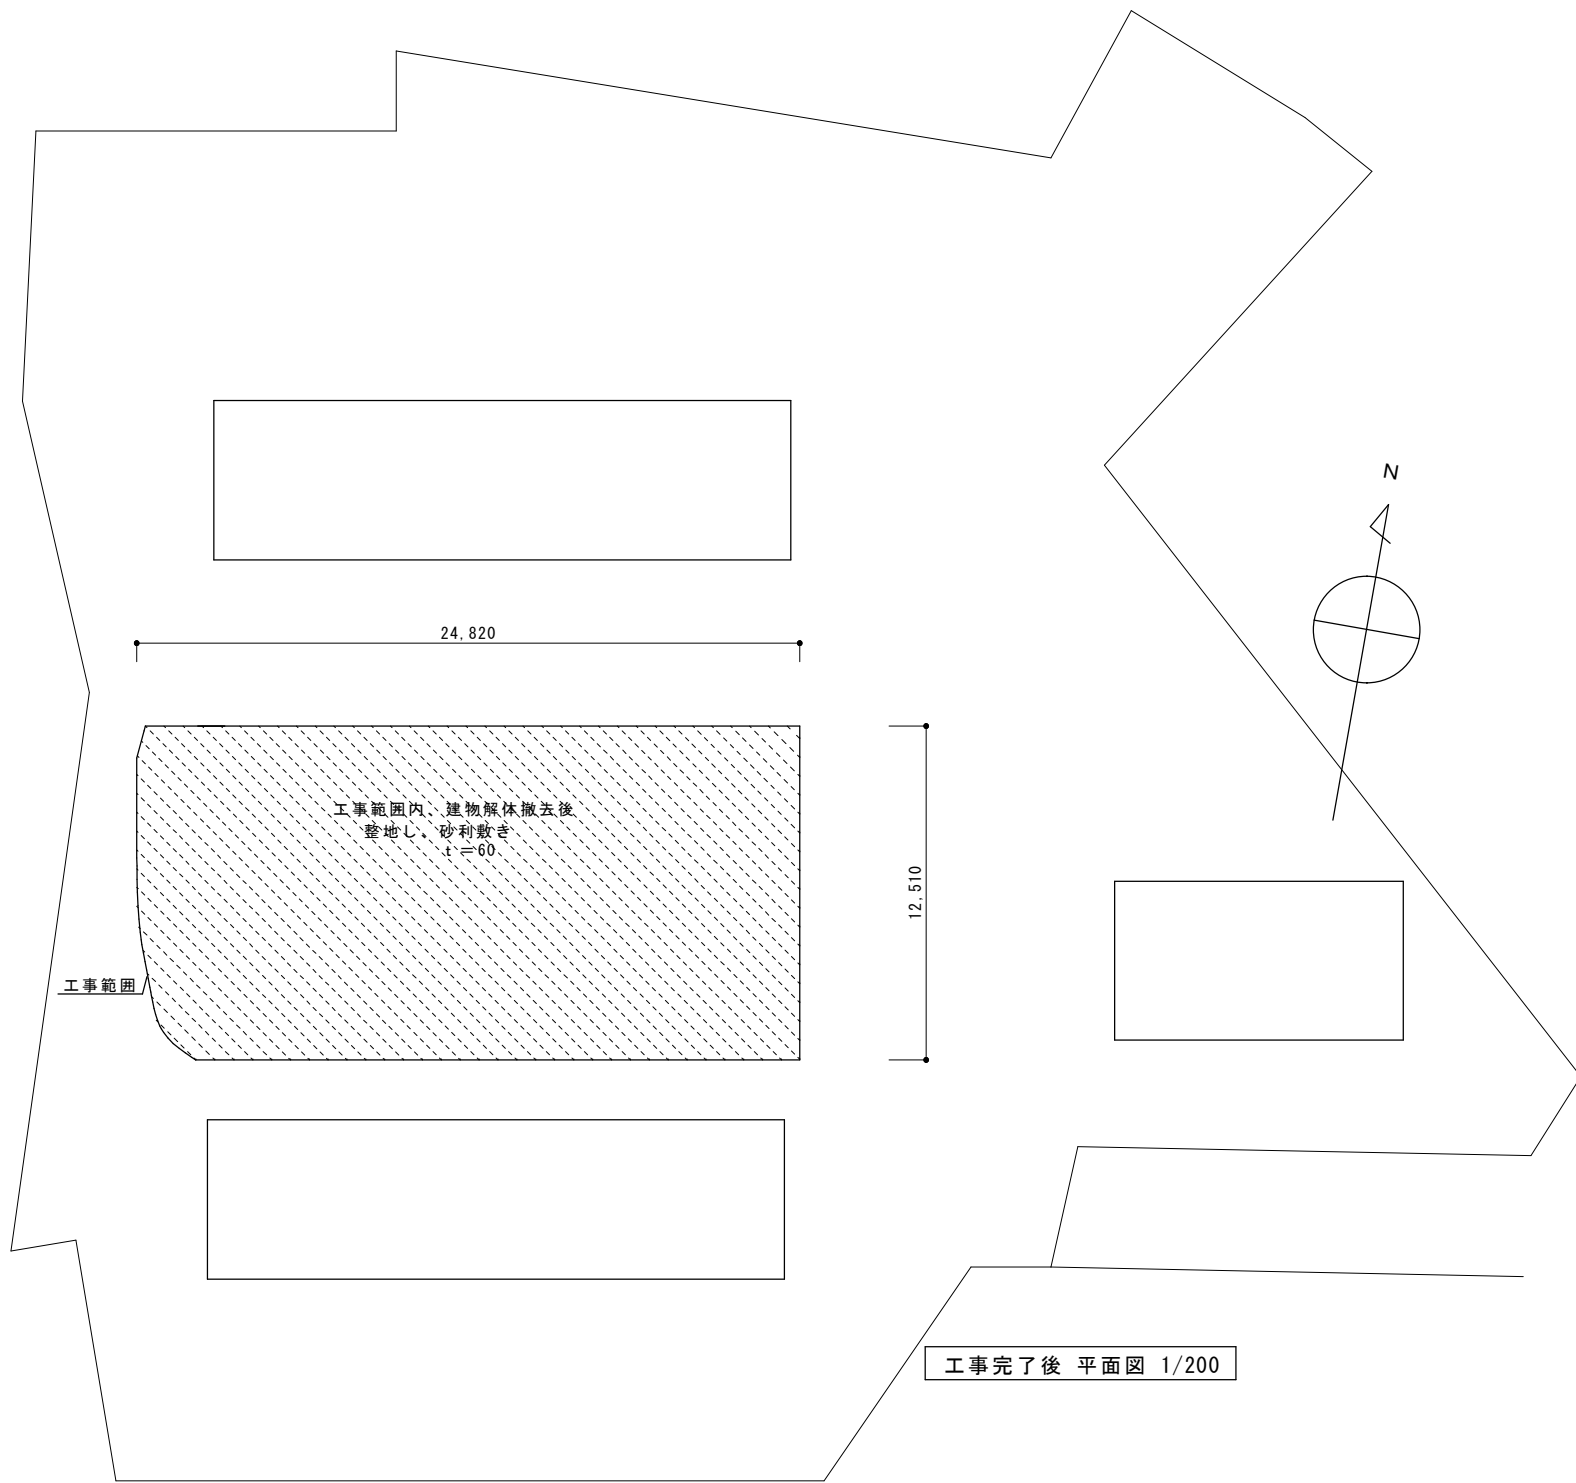 N
24,820
工事範囲内、建物解体撤去後
整地し、砂利敷き
t＝60
12,510
工事範囲
工事完了後 平面図 1/200